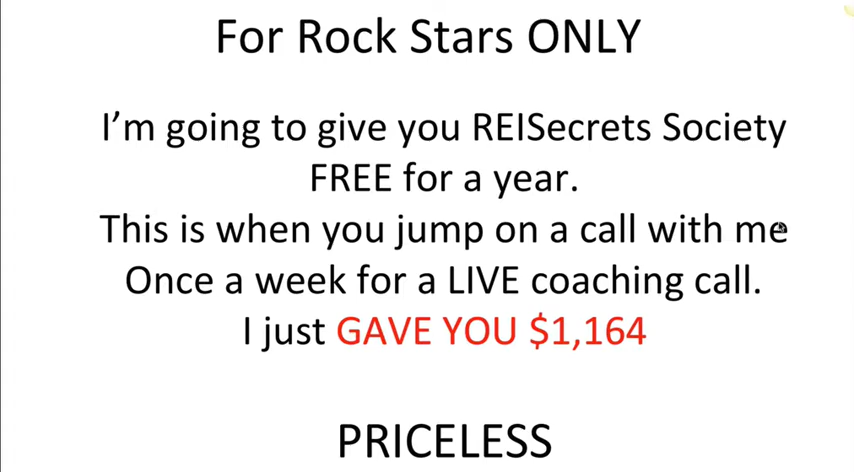 For Rock Stars ONLY
I’m going to give you REISecrets Society
FREE for a year.
This is when you jump on a call with me
Once a week for a LIVE coaching call.
I just GAVE YOU $1,164
PRICELESS